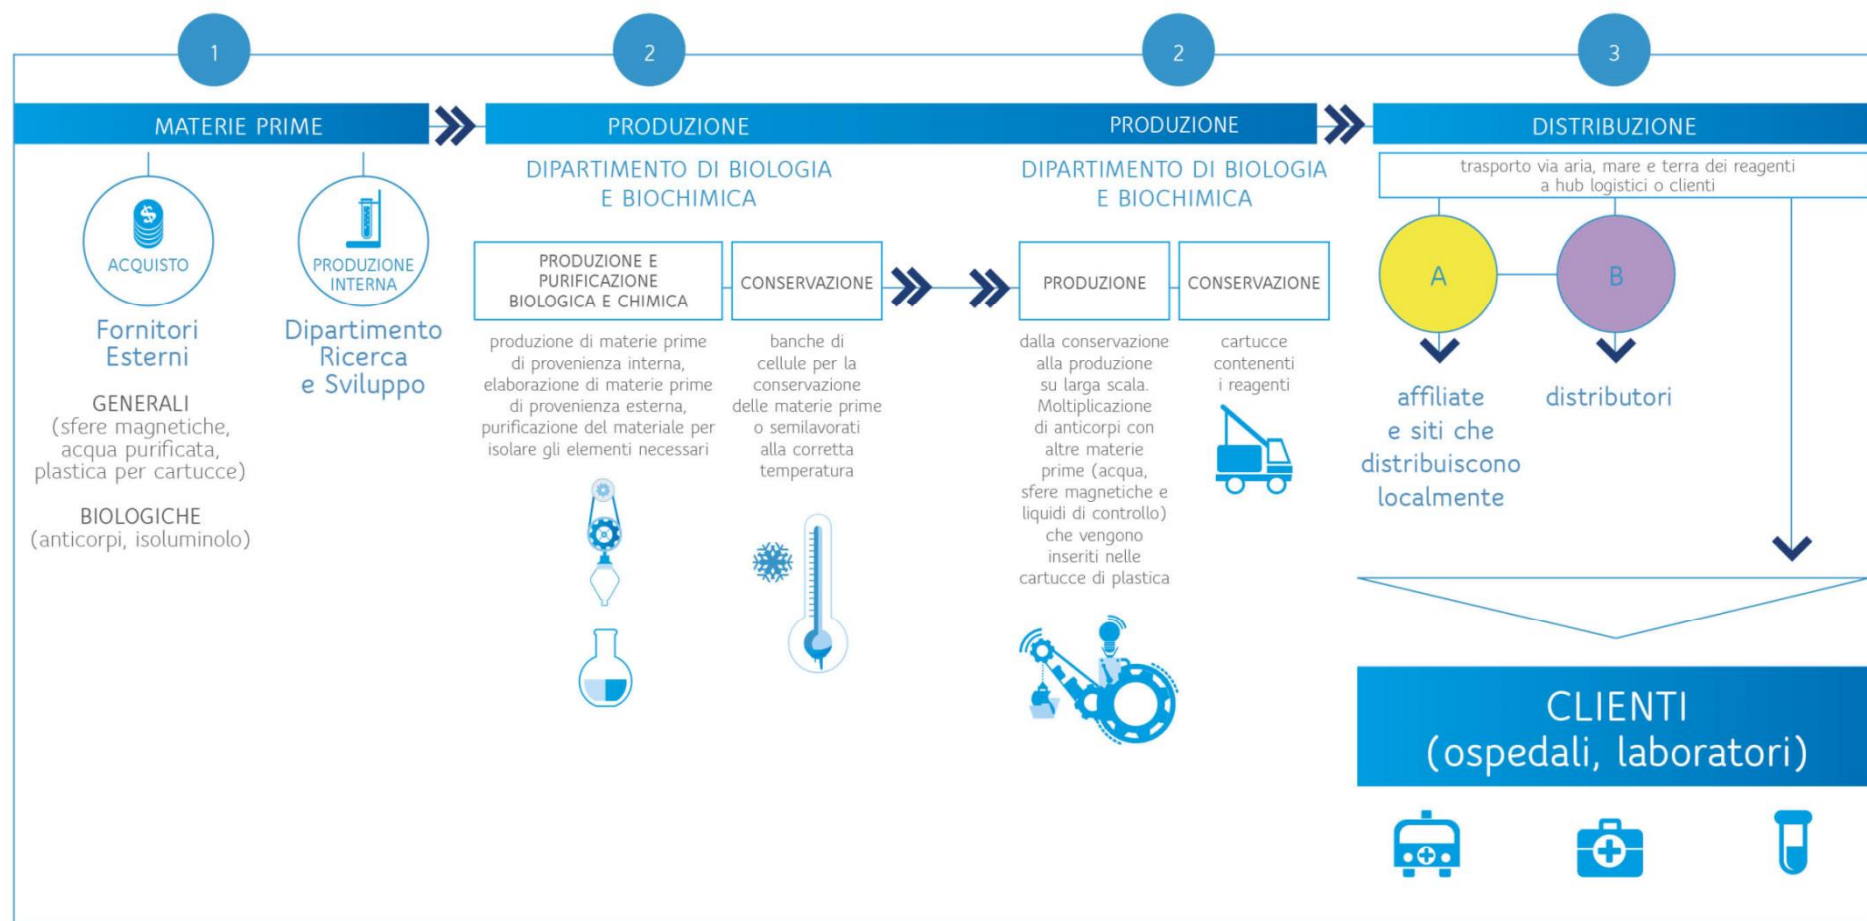 1
2
2
3
MATERIE PRIME
PRODUZIONE
PRODUZIONE
DISTRIBUZIONE
$
ACQUISTO
Fornitori
Esterni
GENERALI
(sfere magnetiche,
acqua purificata,
plastica per cartucce)
BIOLOGICHE
(anticorpi, isoluminolo)
PRODUZIONE
INTERNA
Dipartimento
Ricerca
e Sviluppo
DIPARTIMENTO DI BIOLOGIA
E BIOCHIMICA
PRODUZIONE E
PURIFICAZIONE
BIOLOGICA E CHIMICA
produzione di materie prime
di provenienza interna,
elaborazione di materie prime
di provenienza esterna,
purificazione del materiale per
isolare gli elementi necessari
CONSERVAZIONE
banche di
cellule per la
conservazione
delle materie prime
o semilavorati
alla corretta
temperatura
DIPARTIMENTO DI BIOLOGIA
E BIOCHIMICA
PRODUZIONE
dalla conservazione
alla produzione
su larga scala.
Moltiplicazione
di anticorpi con
altre materie
prime (acqua,
sfere magnetiche e
liquidi di controllo)
che vengono
inseriti nelle
cartucce di plastica
CONSERVAZIONE
cartucce
contenenti
i reagenti
trasporto via aria, mare e terra dei reagenti
a hub logistici o clienti
A
affiliate
e siti che
distribuiscono
localmente
B
distributori
CLIENTI
(ospedali, laboratori)